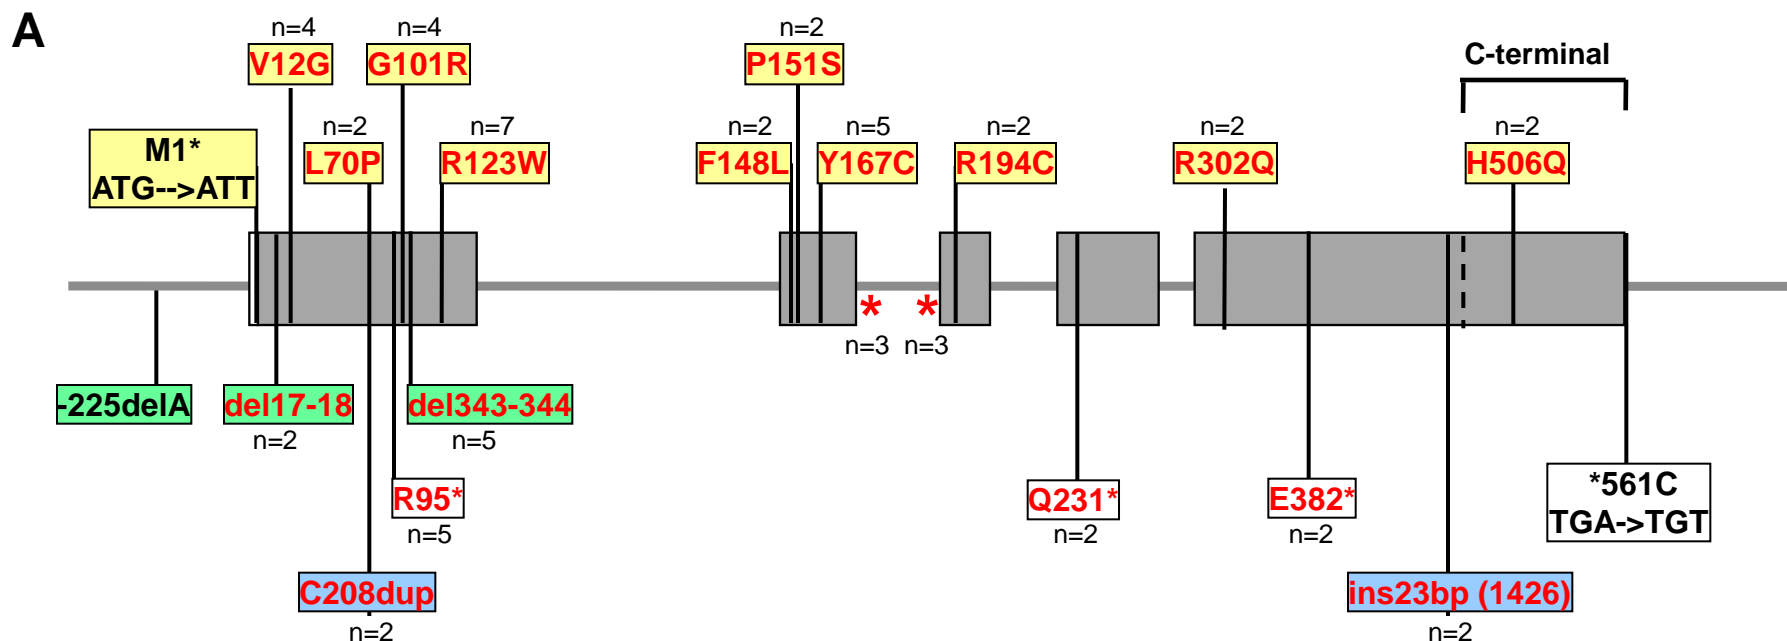 A
n=4
n=4
n=2
V12G
G101R
P151S
C-terminal
n=2
n=7
n=2
n=5
n=2
n=2
n=2
M1*
ATG-->ATT
L70P
R123W
F148L
Y167C
R194C
R302Q
H506Q
*
*
n=3
n=3
-225delA
del17-18
del343-344
n=2
n=5
R95*
Q231*
E382*
*561C
TGA->TGT
n=5
n=2
n=2
C208dup
ins23bp (1426)
n=2
n=2